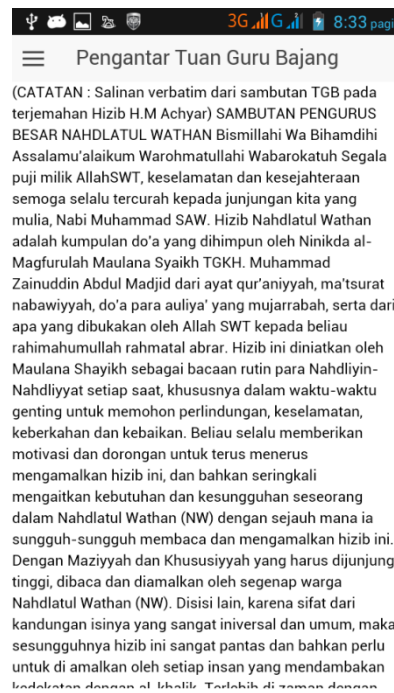 3G G 8:33 pagi
Pengantar Tuan Guru Bajang
(CATATAN : Salinan verbatim dari sambutan TGB pada
terjemahan Hizib H.M Achyar) SAMBUTAN PENGURUS
BESAR NAHDLATUL WATHAN Bismillahi Wa Bihamdihi
Assalamu'alaikum Warohmatullahi Wabarokatuh Segala
puji milik AllahSWT, keselamatan dan kesejahteraan
semoga selalu tercurah kepada junjungan kita yang
mulia, Nabi Muhammad SAW. Hizib Nahdlatul Wathan
adalah kumpulan do'a yang dihimpun oleh Ninikda al-
Magfurulah Maulana Syaikh TGKH. Muhammad
Zainuddin Abdul Madjid dari ayat qur'aniyyah, ma'tsurat
nabawiyyah, do'a para auliya' yang mujarrabah, serta dari
apa yang dibukakan oleh Allah SWT kepada beliau
rahimahumullah rahmatal abrar. Hizib ini diniatkan oleh
Maulana Shayikh sebagai bacaan rutin para Nahdliyin-
Nahdliyyat setiap saat, khususnya dalam waktu-waktu
genting untuk memohon perlindungan, keselamatan,
keberkahan dan kebaikan. Beliau selalu memberikan
motivasi dan dorongan untuk terus menerus
mengamalkan hizib ini, dan bahkan seringkali
mengaitkan kebutuhan dan kesungguhan seseorang
dalam Nahdlatul Wathan (NW) dengan sejauh mana ia
sungguh-sungguh membaca dan mengamalkan hizib ini.
Dengan Maziyyah dan Khususiyyah yang harus dijunjung
tinggi, dibaca dan diamalkan oleh segenap warga
Nahdlatul Wathan (NW). Disisi lain, karena sifat dari
kandungan isinya yang sangat iniversal dan umum, maka
sesungguhnya hizib ini sangat pantas dan bahkan perlu
untuk di amalkan oleh setiap insan yang mendambakan
kedekatan dengan al-khalik. Terlebih di zaman dengan